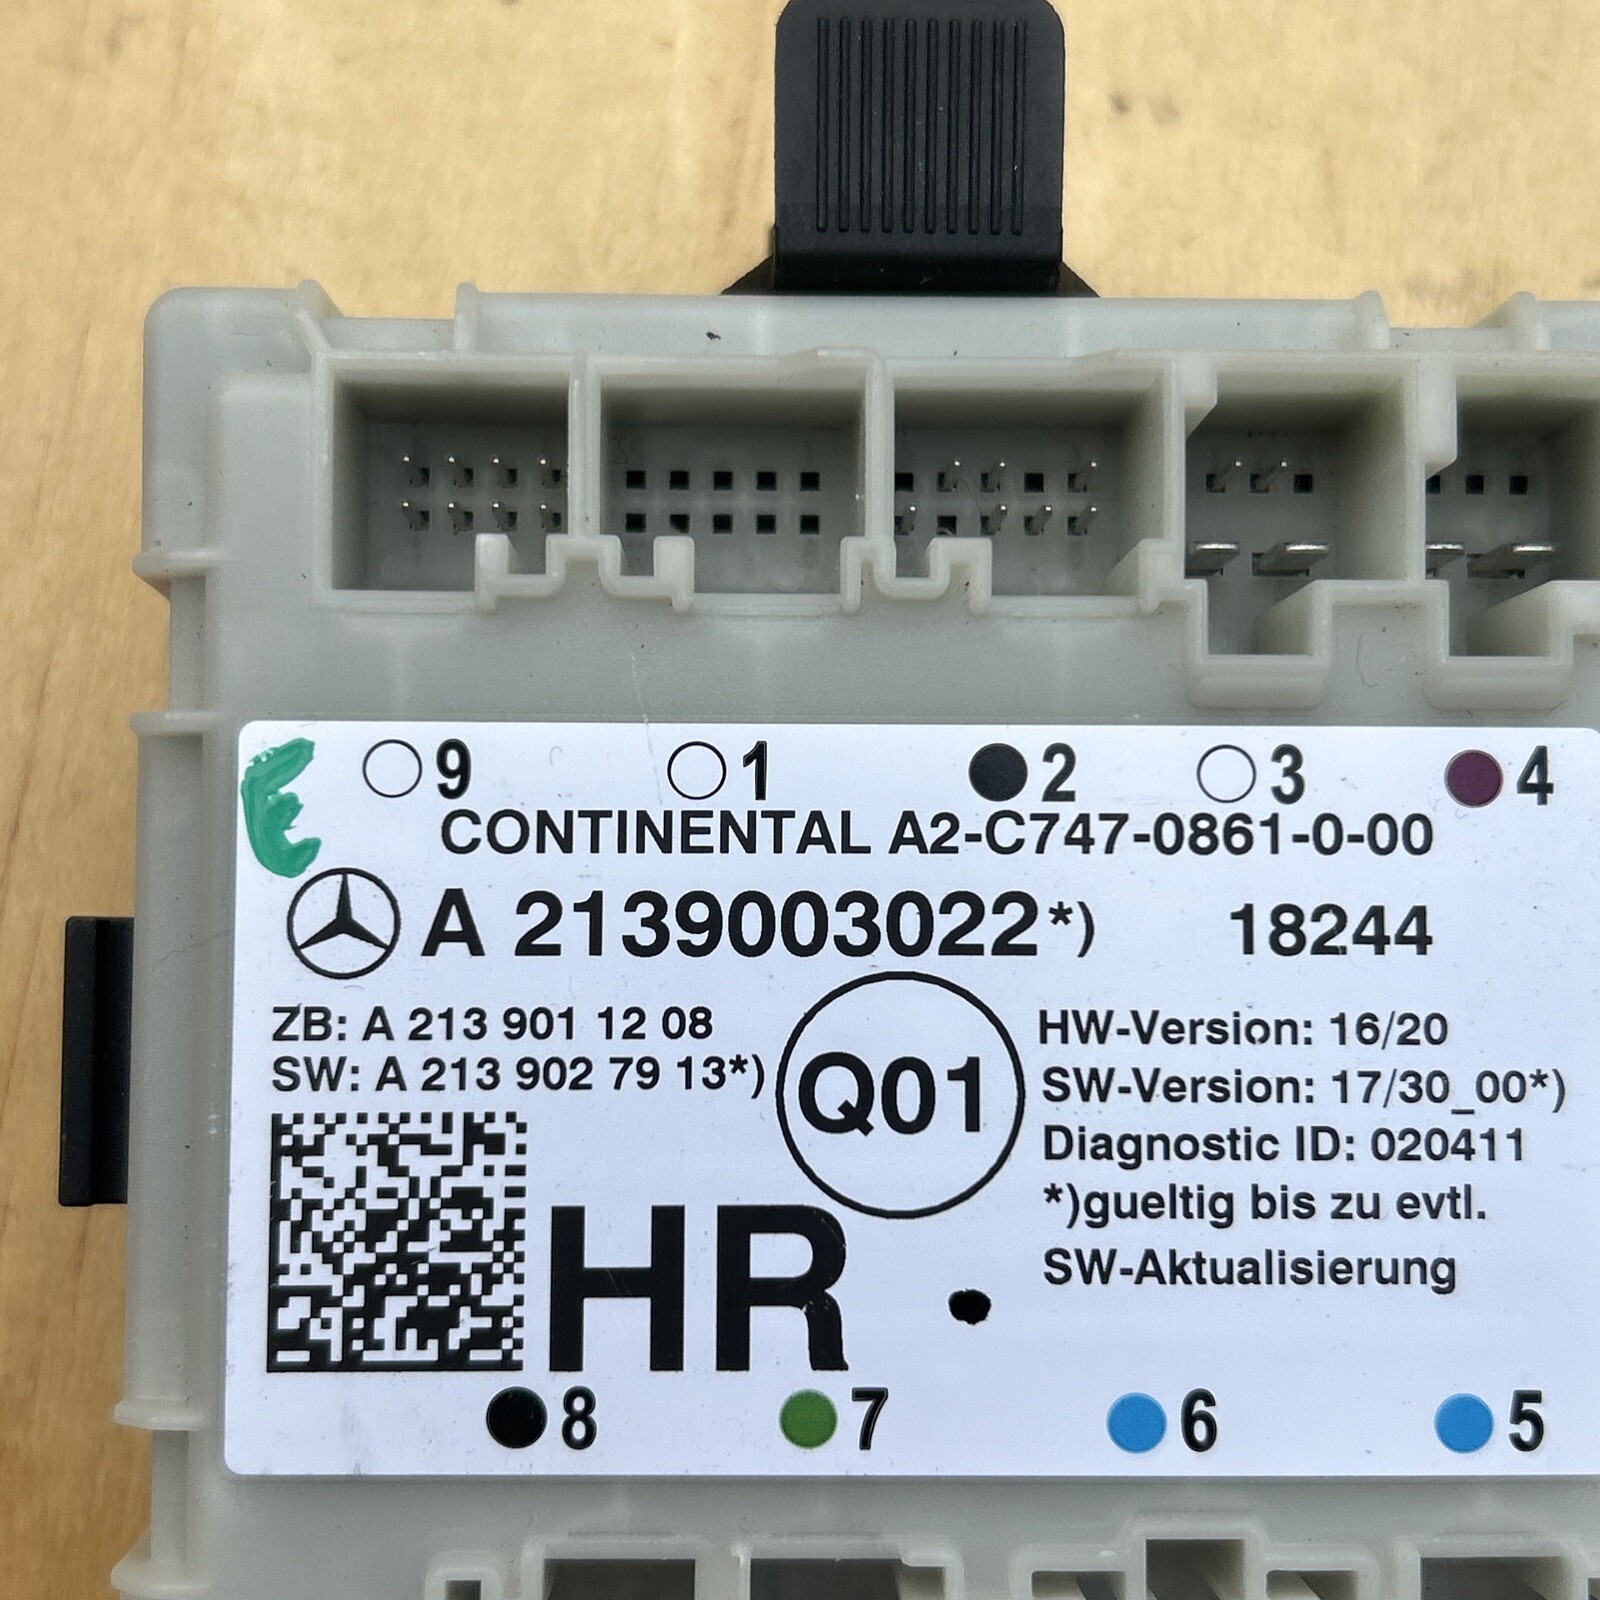 E
9 1 2 3 4
CONTINENTAL A2-C747-0861-0-00
A 2139003022*) 18244
ZB: A 213 901 12 08
SW: A 213 902 79 13*)
Q01
HW-Version: 16/20
SW-Version: 17/30_00*)
Diagnostic ID: 020411
*)gueltig bis zu evtl.
SW-Aktualisierung
HR
8 7 6 5